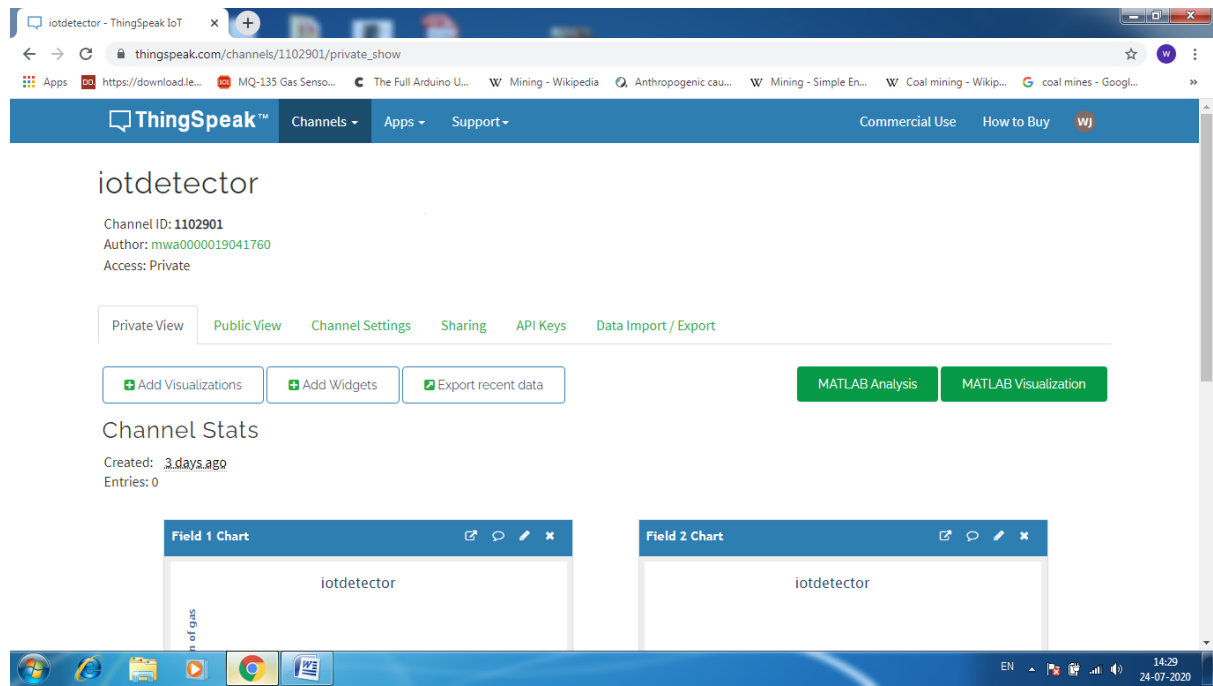 iotdetector - ThingSpeak IoT
thingspeak.com/channels/1102901/private_show
w
Apps DD. https://download.le... 101 MQ-135 Gas Senso... The Full Arduino U... W Mining - Wikipedia Anthropogenic cau... W Mining - Simple En... W Coal mining - Wikip... G coal mines - Googl... »
ThingSpeak™ Channels Apps Support Commercial Use How to Buy WJ
iotdetector
Channel ID: 1102901
Author: mwa0000019041760
Access: Private
Private View Public View Channel Settings Sharing API Keys Data Import / Export
Add Visualizations Add Widgets Export recent data MATLAB Analysis MATLAB Visualization
Channel Stats
Created: 3 days ago
Entries: 0
Field 1 Chart Field 2 Chart
iotdetector iotdetector
of gas
EN 14:29
24-07-2020